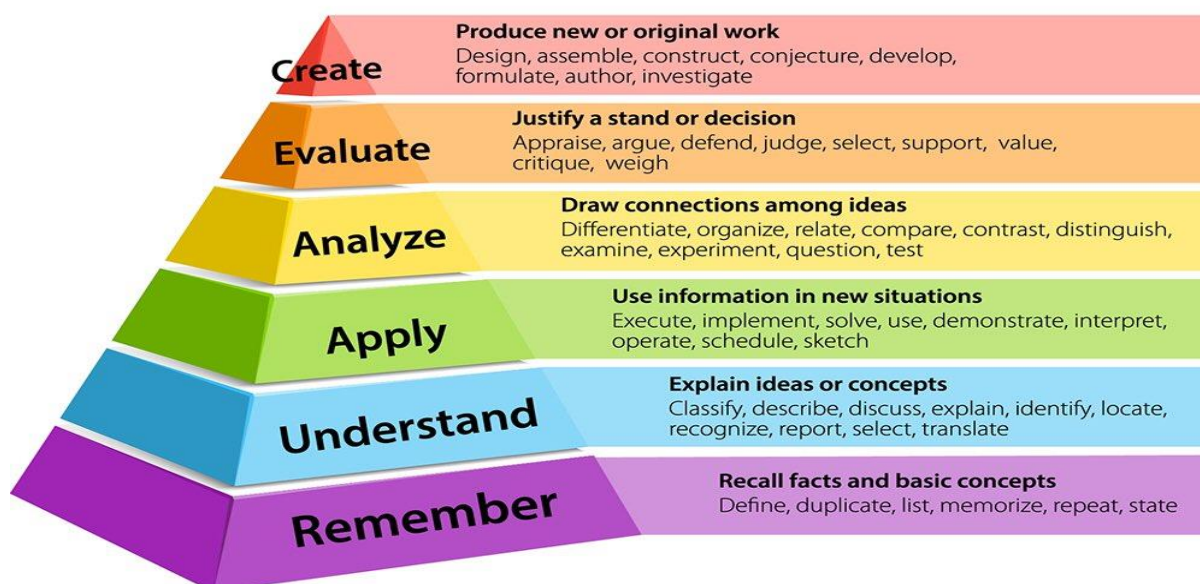 Create
Produce new or original work
Design, assemble, construct, conjecture, develop,
formulate, author, investigate
Evaluate
Justify a stand or decision
Appraise, argue, defend, judge, select, support, value,
critique, weigh
Analyze
Draw connections among ideas
Differentiate, organize, relate, compare, contrast, distinguish,
examine, experiment, question, test
Apply
Use information in new situations
Execute, implement, solve, use, demonstrate, interpret,
operate, schedule, sketch
Understand
Explain ideas or concepts
Classify, describe, discuss, explain, identify, locate,
recognize, report, select, translate
Remember
Recall facts and basic concepts
Define, duplicate, list, memorize, repeat, state